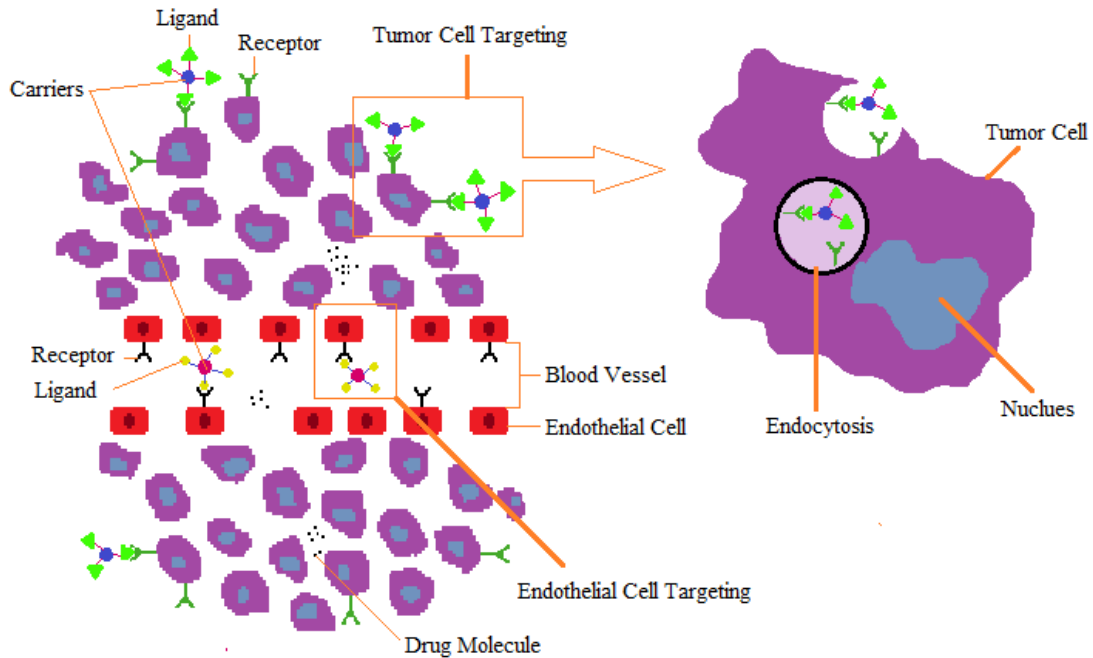 Ligand
Receptor
Tumor Cell Targeting
Carriers
Tumor Cell
Receptor
Ligand
Blood Vessel
Endothelial Cell
Nuclues
Endocytosis
Endothelial Cell Targeting
Drug Molecule